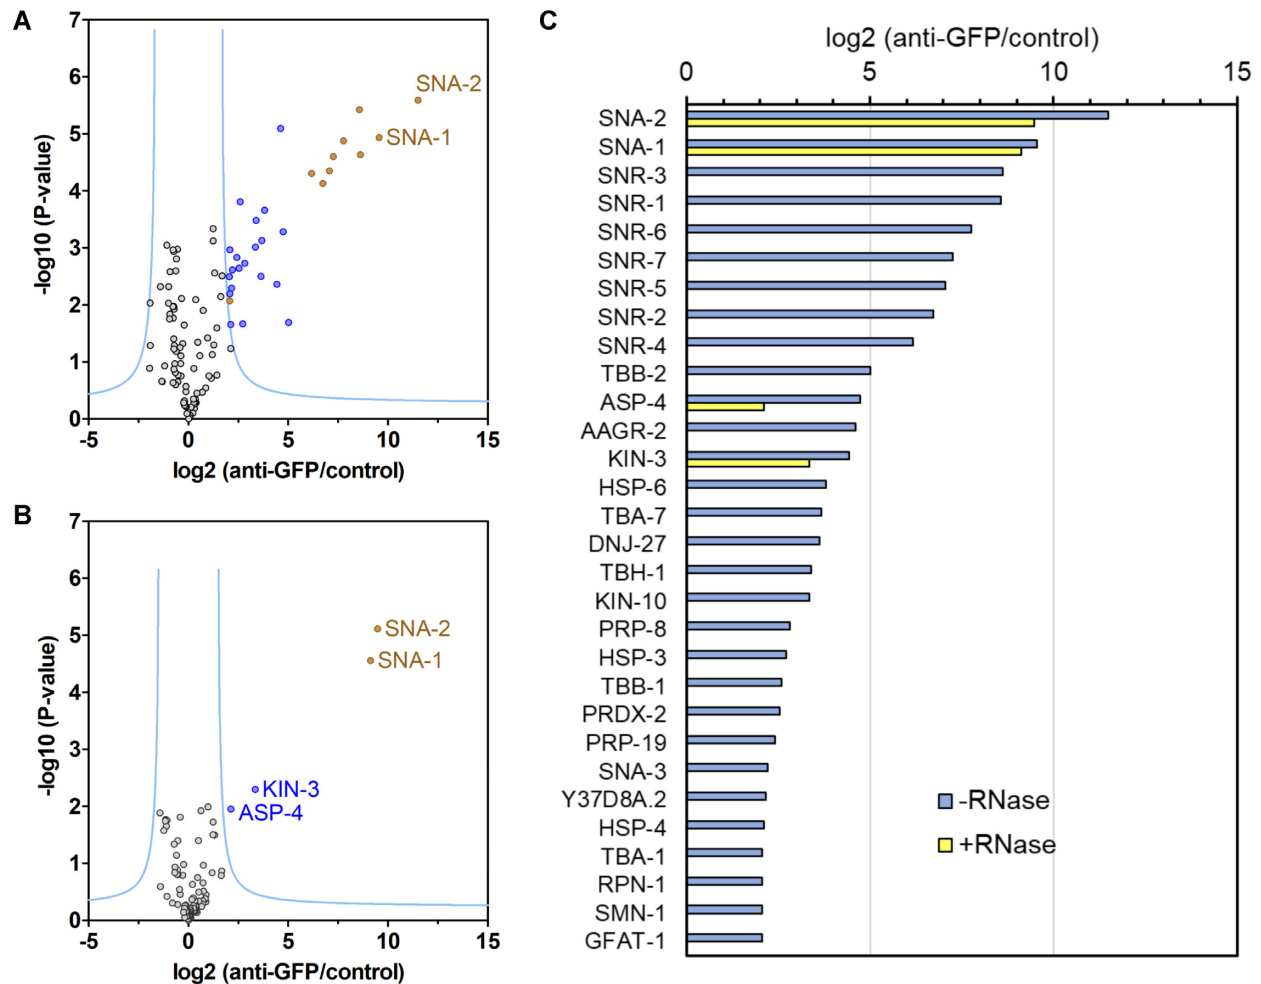 A
7
6
5
4
3
2
1
0
-log10 (P-value)
SNA-2
SNA-1
-5
0
5
10
15
log2 (anti-GFP/control)
B
7
6
5
4
3
2
1
0
-log10 (P-value)
SNA-2
SNA-1
KIN-3
ASP-4
-5
0
5
10
15
log2 (anti-GFP/control)
C
log2 (anti-GFP/control)
0
5
10
15
SNA-2
SNA-1
SNR-3
SNR-1
SNR-6
SNR-7
SNR-5
SNR-2
SNR-4
TBB-2
ASP-4
AAGR-2
KIN-3
HSP-6
TBA-7
DNJ-27
TBH-1
KIN-10
PRP-8
HSP-3
TBB-1
PRDX-2
PRP-19
SNA-3
Y37D8A.2
HSP-4
TBA-1
RPN-1
SMN-1
GFAT-1
-RNase
+RNase